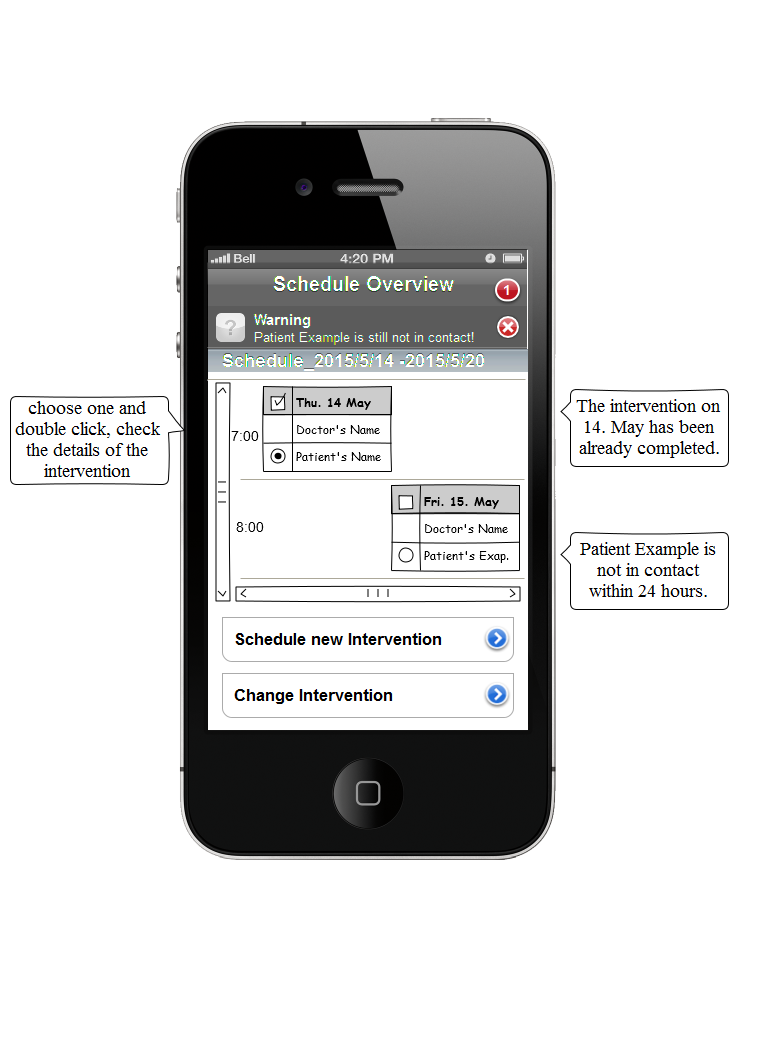 Bell 4:20 PM
Schedule Overview
1
?
Warning
Patient Example is still not in contact!
Schedule_2015/5/14 -2015/5/20
choose one and
double click, check
the details of the
intervention
7:00
Thu. 14 May
Doctor's Name
Patient's Name
The intervention on
14. May has been
already completed.
8:00
Fri. 15. May
Doctor's Name
Patient's Exap.
Patient Example is
not in contact
within 24 hours.
Schedule new Intervention
Change Intervention